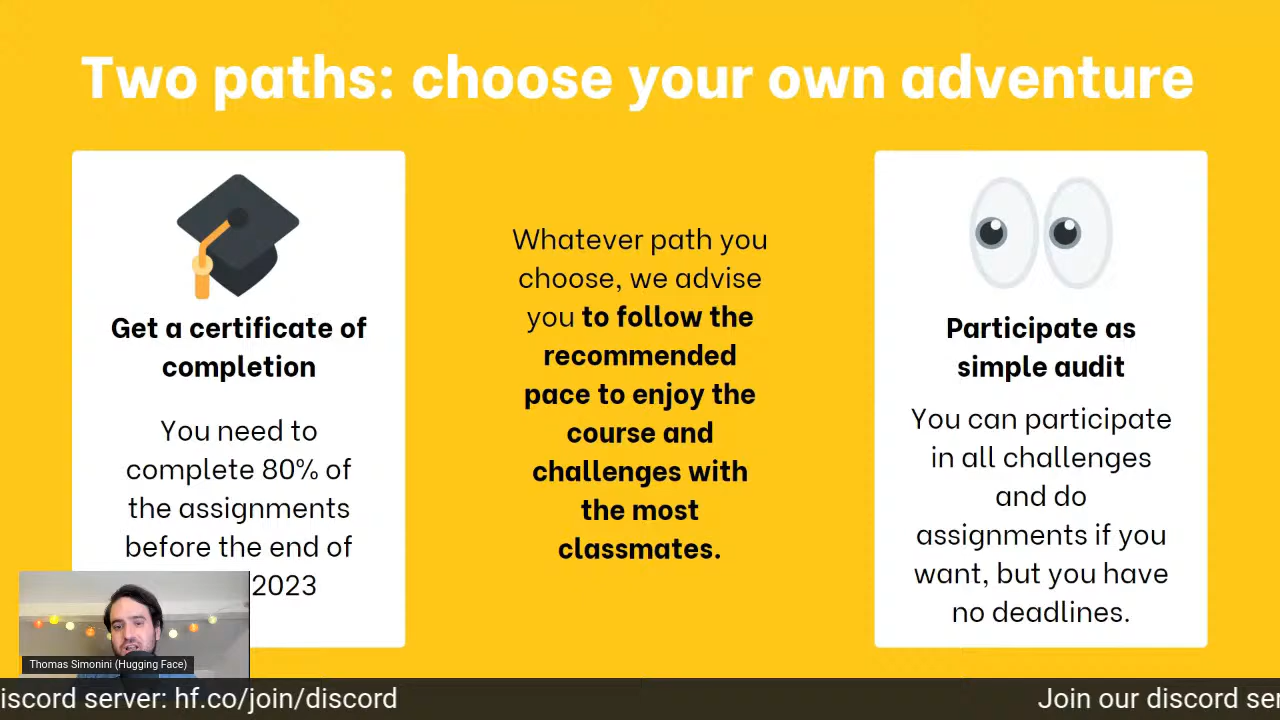 Two paths: choose your own adventure
Get a certificate of
completion
You need to
complete 80% of
the assignments
before the end of
2023
Whatever path you
choose, we advise
you to follow the
recommended
pace to enjoy the
course and
challenges with
the most
classmates.
Participate as
simple audit
You can participate
in all challenges
and do
assignments if you
want, but you have
no deadlines.
Thomas Simonini (Hugging Face)
iscord server: hf.co/join/discord
Join our discord ser